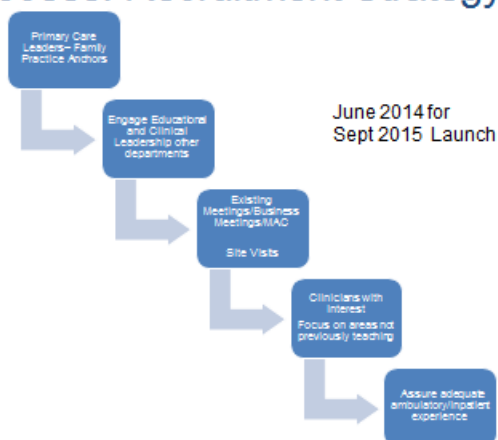 Recruitment Strategy
Primary Care
Leaders– Family
Practice Anchors
Engage Educational
and Clinical
Leadership other
departments
June 2014 for
Sept 2015 Launch
Existing
Meetings/Business
Meetings/MAC
Site Visits
Clinicians with
Interest
Focus on areas not
previously teaching
Assure adequate
ambulatory/inpatient
experience